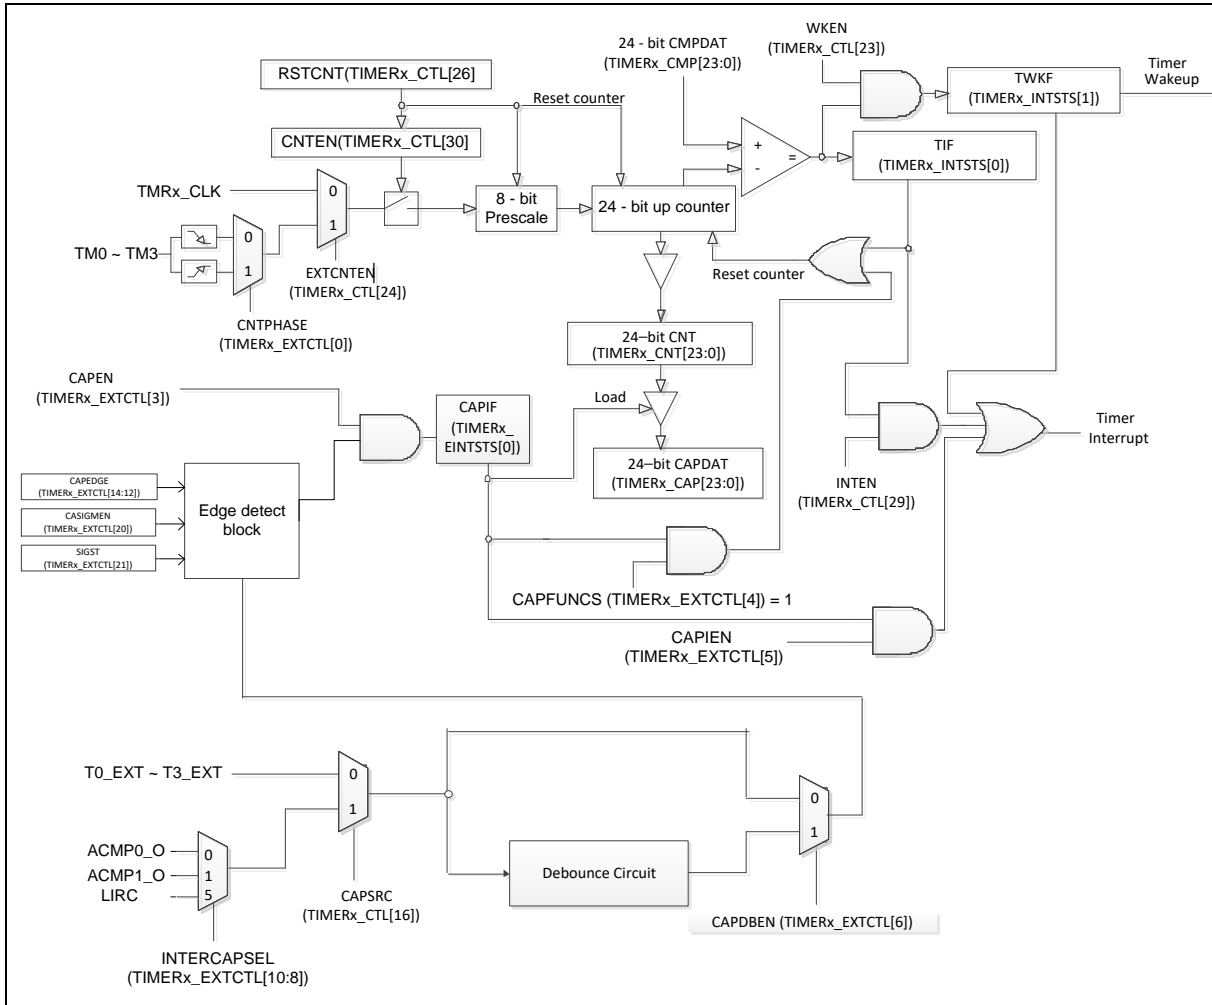 WKEN
(TIMERx_CTL[23])
24 - bit CMPDAT
(TIMERx_CMP[23:0])
Timer
Wakeup
TWKF
(TIMERx_INTSTS[1])
RSTCNT(TIMERx_CTL[26]
Reset counter
CNTEN(TIMERx_CTL[30]
+
-
=
TIF
(TIMERx_INTSTS[0])
TMRx_CLK
0
1
8 - bit
Prescale
24 - bit up counter
TM0 ~ TM3
0
1
EXTCNTEN
(TIMERx_CTL[24])
Reset counter
CNTPHASE
(TIMERx_EXTCTL[0])
24–bit CNT
(TIMERx_CNT[23:0])
CAPEN
(TIMERx_EXTCTL[3])
CAPIF
(TIMERx_
EINTSTS[0])
Load
24–bit CAPDAT
(TIMERx_CAP[23:0])
Timer
Interrupt
INTEN
(TIMERx_CTL[29])
CAPEDGE
(TIMERx_EXTCTL[14:12])
CASIGMEN
(TIMERx_EXTCTL[20])
SIGST
(TIMERx_EXTCTL[21])
Edge detect
block
CAPFUNCS (TIMERx_EXTCTL[4]) = 1
CAPIEN
(TIMERx_EXTCTL[5])
T0_EXT ~ T3_EXT
0
1
0
1
ACMP0_O
ACMP1_O
LIRC
0
1
5
Debounce Circuit
CAPSRC
(TIMERx_CTL[16])
CAPDBEN (TIMERx_EXTCTL[6])
INTERCAPSEL
(TIMERx_EXTCTL[10:8])